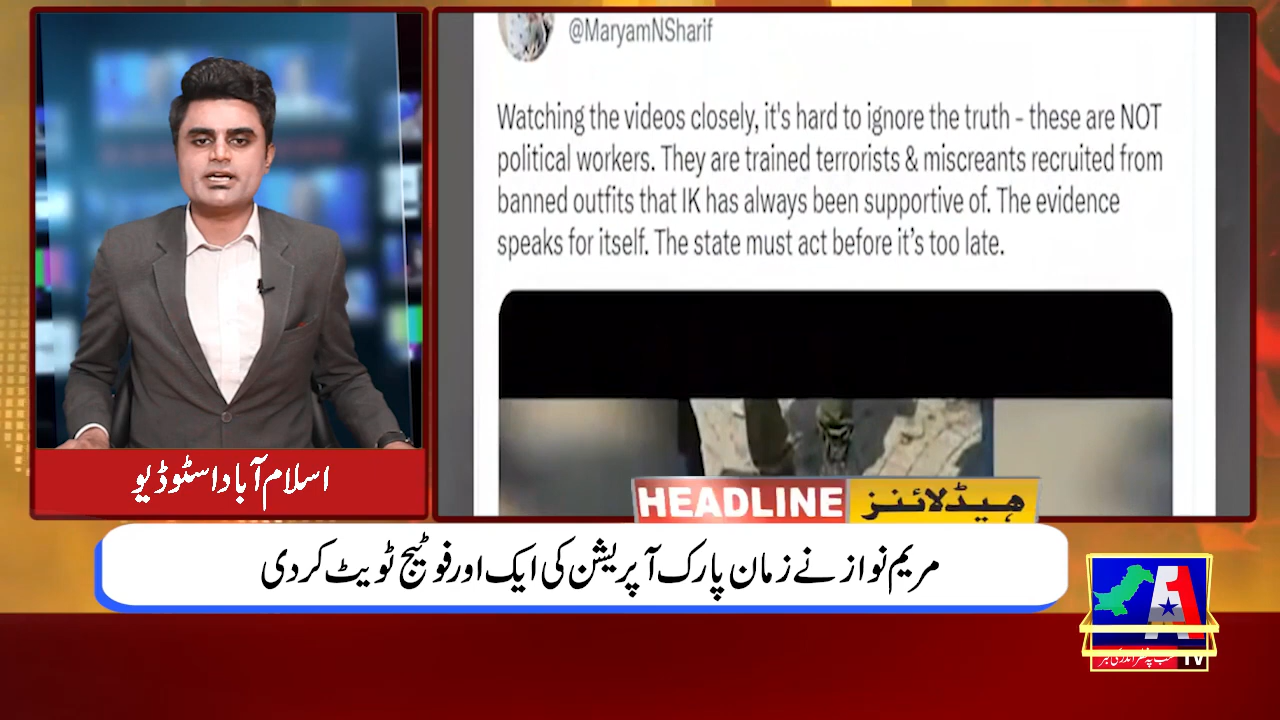 @MaryamNSharif
Watching the videos closely, it's hard to ignore the truth - these are NOT
political workers. They are trained terrorists & miscreants recruited from
banned outfits that IK has always been supportive of. The evidence
speaks for itself. The state must act before it’s too late.
اسلام آباد اسٹوڈیو
HEADLINE ہیڈلائنز
مریم نواز نے زمان پارک آپریشن کی ایک اور فوٹیج ٹویٹ کر دی
A
TV